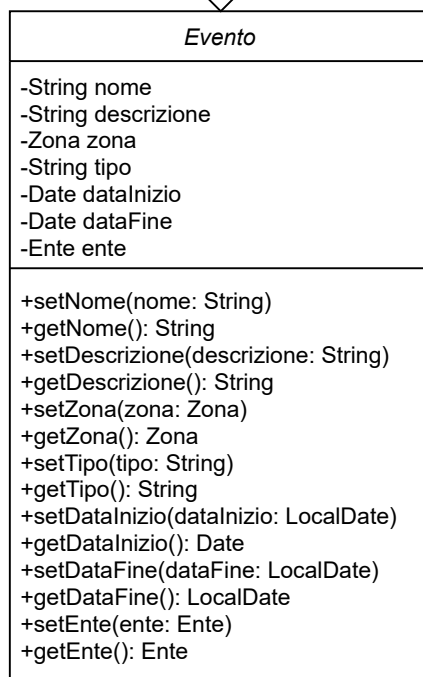 Evento
-String nome
-String descrizione
-Zona zona
-String tipo
-Date dataInizio
-Date dataFine
-Ente ente
+setNome(nome: String)
+getNome(): String
+setDescrizione(descrizione: String)
+getDescrizione(): String
+setZona(zona: Zona)
+getZona(): Zona
+setTipo(tipo: String)
+getTipo(): String
+setDataInizio(dataInizio: LocalDate)
+getDataInizio(): Date
+setDataFine(dataFine: LocalDate)
+getDataFine(): LocalDate
+setEnte(ente: Ente)
+getEnte(): Ente